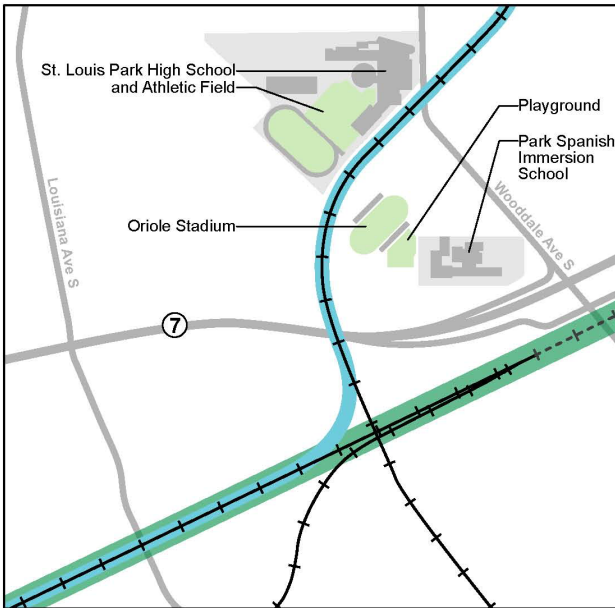 St. Louis Park High School
and Athletic Field
Playground
Park Spanish
Immersion
School
Louisiana Ave S
Wooddale Ave S
Oriole Stadium
7